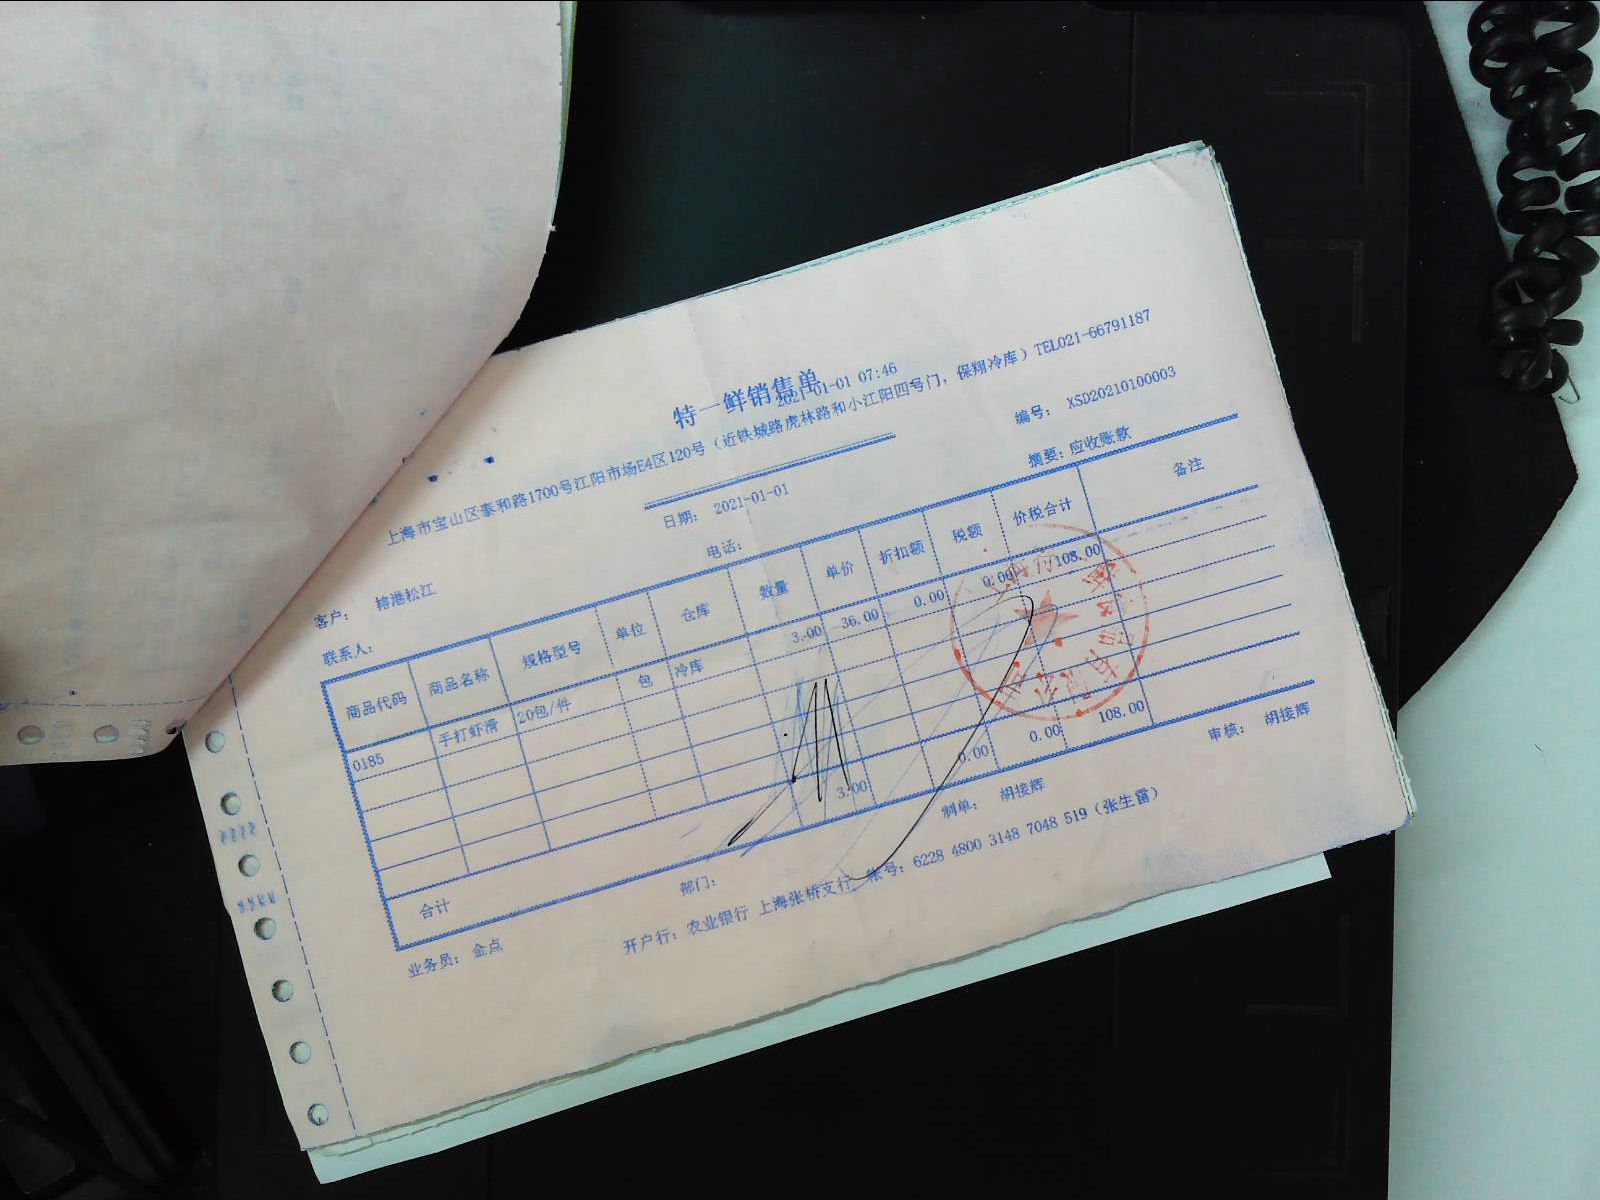 特一鲜销售单
2021-01-01 07:46
上海市宝山区泰和路1700号江阳市场E4区120号（近铁城路虎林路和小江阳四号门，保翔冷库）TEL021-66791187
编号： XSD20210100003
日期： 2021-01-01
摘要：应收账款
客户： 榕港松江
电话：
联系人：
商品代码 商品名称 规格型号 单位 仓库 数量 单价 折扣额 税额 价税合计 备注
0185 手打虾滑 20包/件 包 冷库 3.00 36.00 0.00 0.00 108.00
合计 3.00 0.00 0.00 108.00
业务员： 金点 部门： 制单： 胡接辉 审核： 胡接辉
开户行：农业银行 上海张桥支行 帐号：6228 4800 3148 7048 519（张生雷）